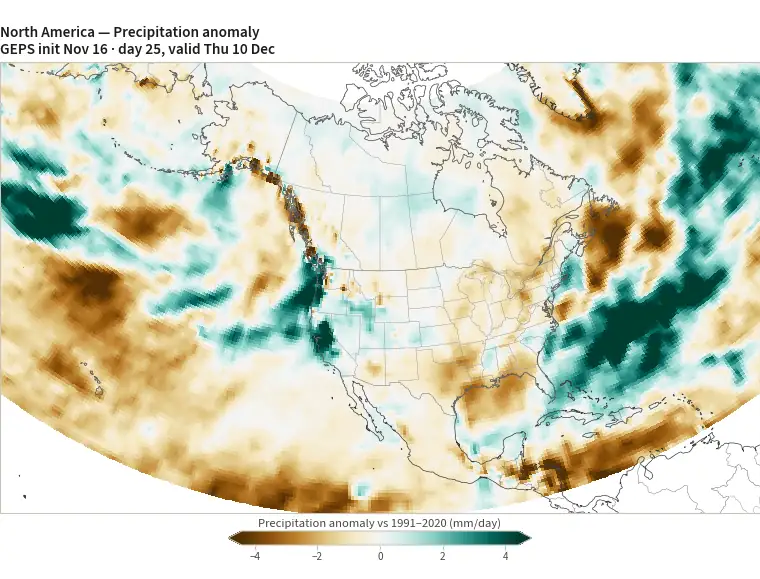 North America — Precipitation anomaly
GEPS init Nov 16 · day 25, valid Thu 10 Dec
Precipitation anomaly vs 1991–2020 (mm/day)
−4 −2 0 2 4